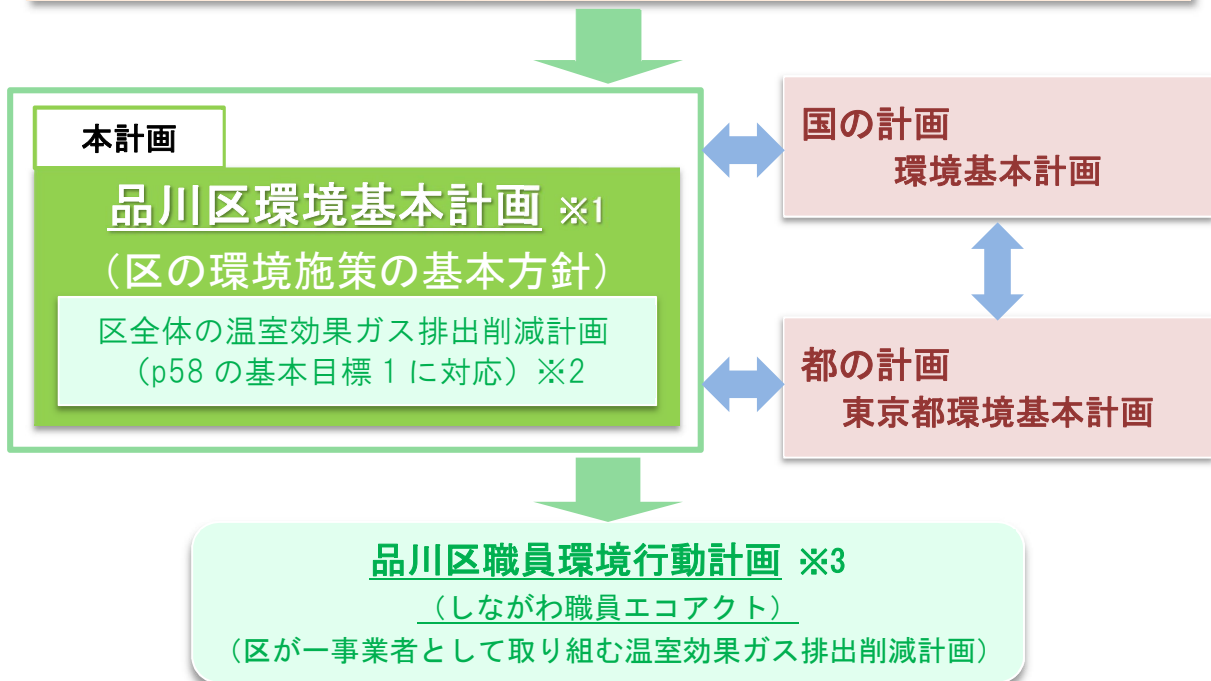 本計画
品川区環境基本計画 ※1
（区の環境施策の基本方針）
区全体の温室効果ガス排出削減計画
（p58 の基本目標 1 に対応）※2
国の計画
環境基本計画
都の計画
東京都環境基本計画
品川区職員環境行動計画 ※3
（しながわ職員エコアクト）
（区が一事業者として取り組む温室効果ガス排出削減計画）